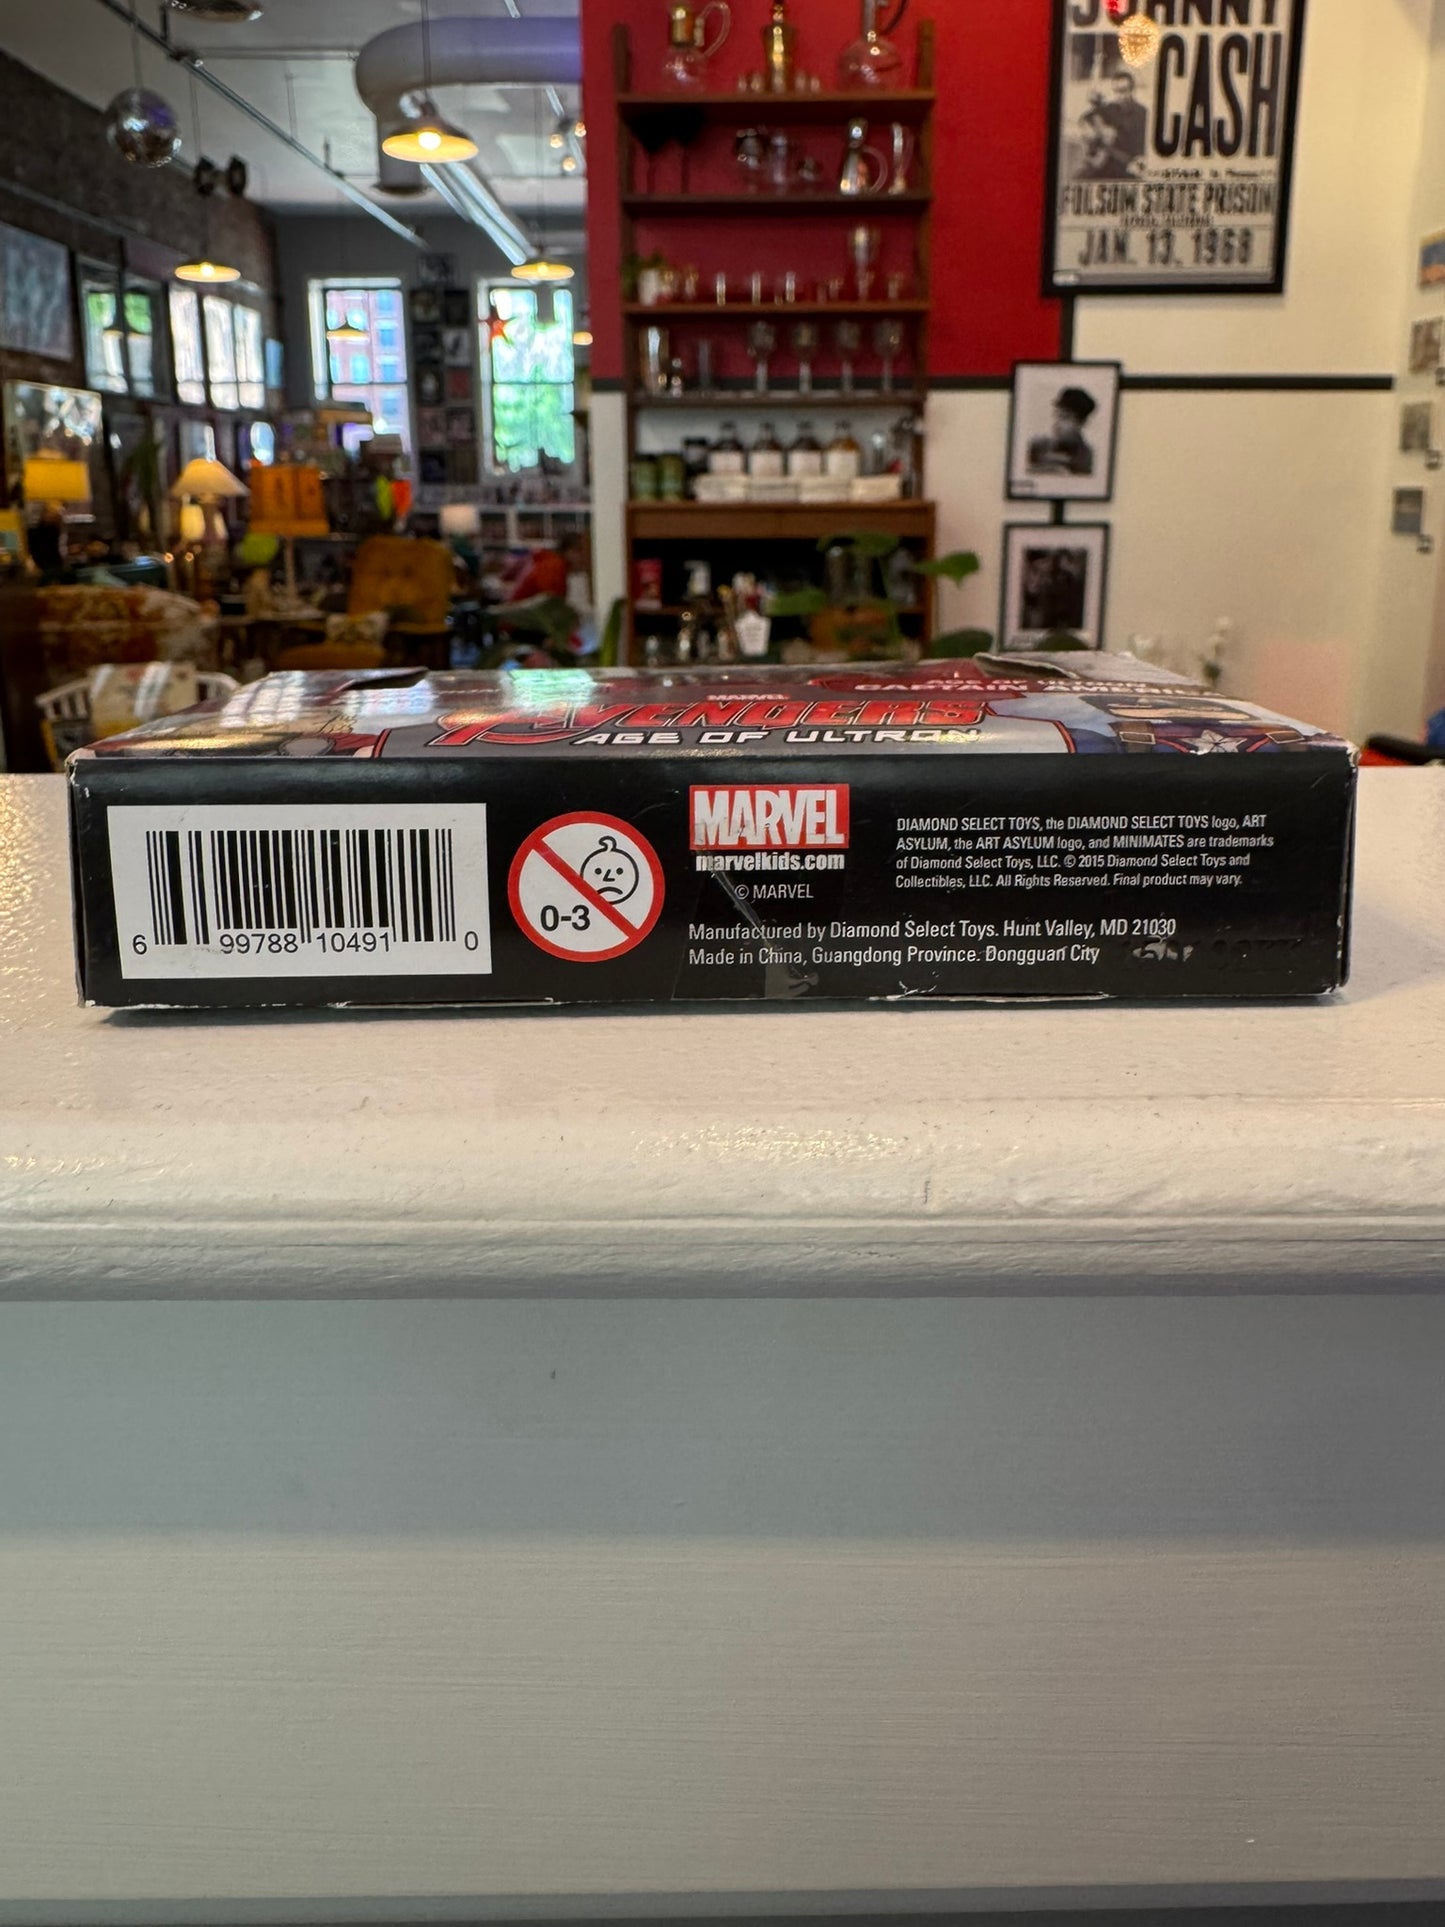 JOHNNY
CASH
FOLSOM STATE PRISON
JAN. 13, 1968
MARVEL
AVENGERS
AGE OF ULTRON
CAPTAIN AMERICA
6 99788 10491 0
0-3
MARVEL
marvelkids.com
© MARVEL
DIAMOND SELECT TOYS, the DIAMOND SELECT TOYS logo, ART
ASYLUM, the ART ASYLUM logo, and MINIMATES are trademarks
of Diamond Select Toys, LLC. © 2015 Diamond Select Toys and
Collectibles, LLC. All Rights Reserved. Final product may vary.
Manufactured by Diamond Select Toys. Hunt Valley, MD 21030
Made in China, Guangdong Province. Dongguan City